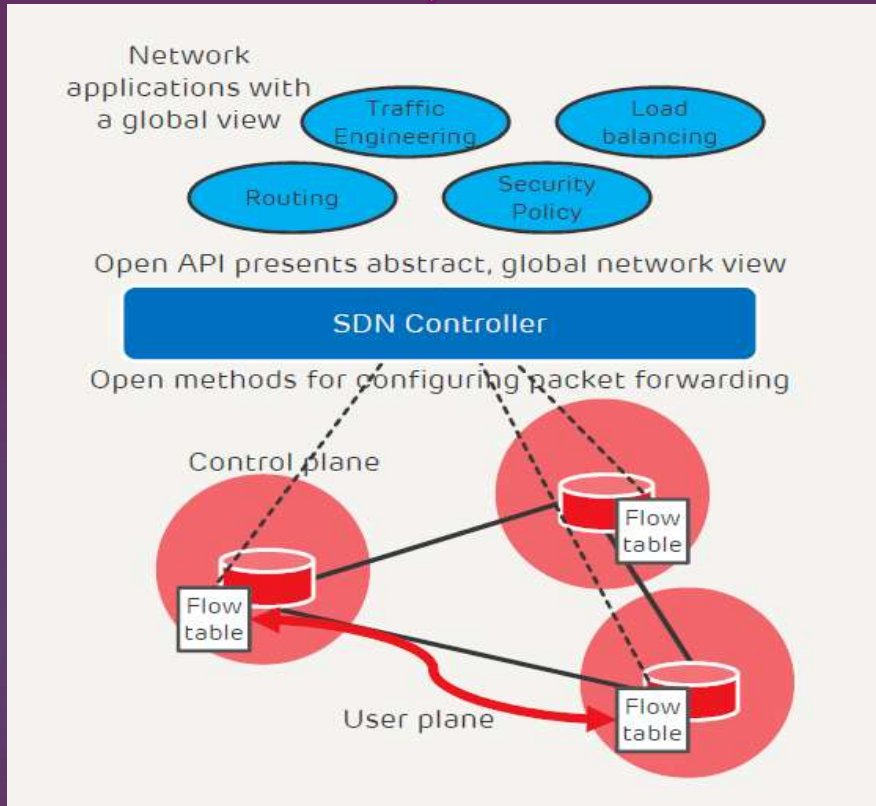 Network
applications with
a global view
Traffic
Engineering
Load
balancing
Routing
Security
Policy
Open API presents abstract, global network view
SDN Controller
Open methods for configuring packet forwarding
Control plane
Flow
table
Flow
table
User plane
Flow
table